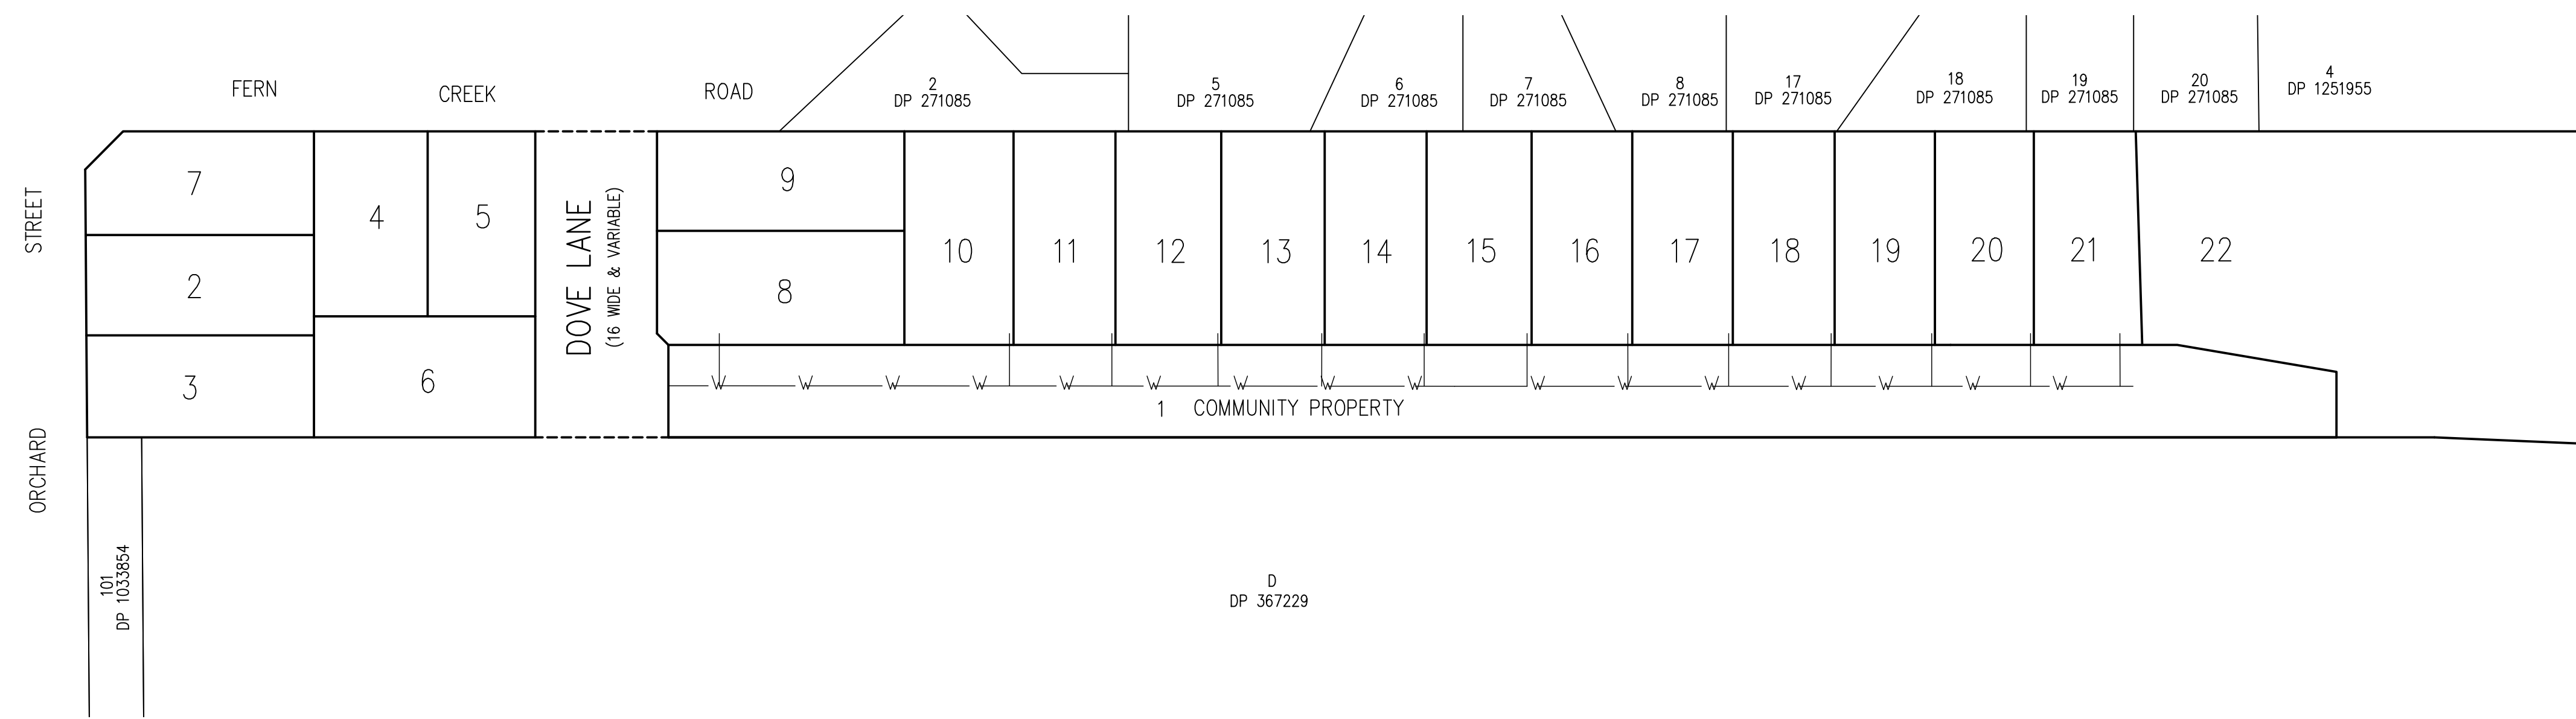 FERN CREEK ROAD
2
DP 271085
5
DP 271085
6
DP 271085
7
DP 271085
8
DP 271085
17
DP 271085
18
DP 271085
19
DP 271085
20
DP 271085
4
DP 1251955
ORCHARD STREET
7
2
3
4
5
6
DOVE LANE
(16 WIDE & VARIABLE)
9
8
10
11
12
13
14
15
16
17
18
19
20
21
22
W W W W W W W W W W W W W W W W
1 COMMUNITY PROPERTY
101
DP 1033854
D
DP 367229